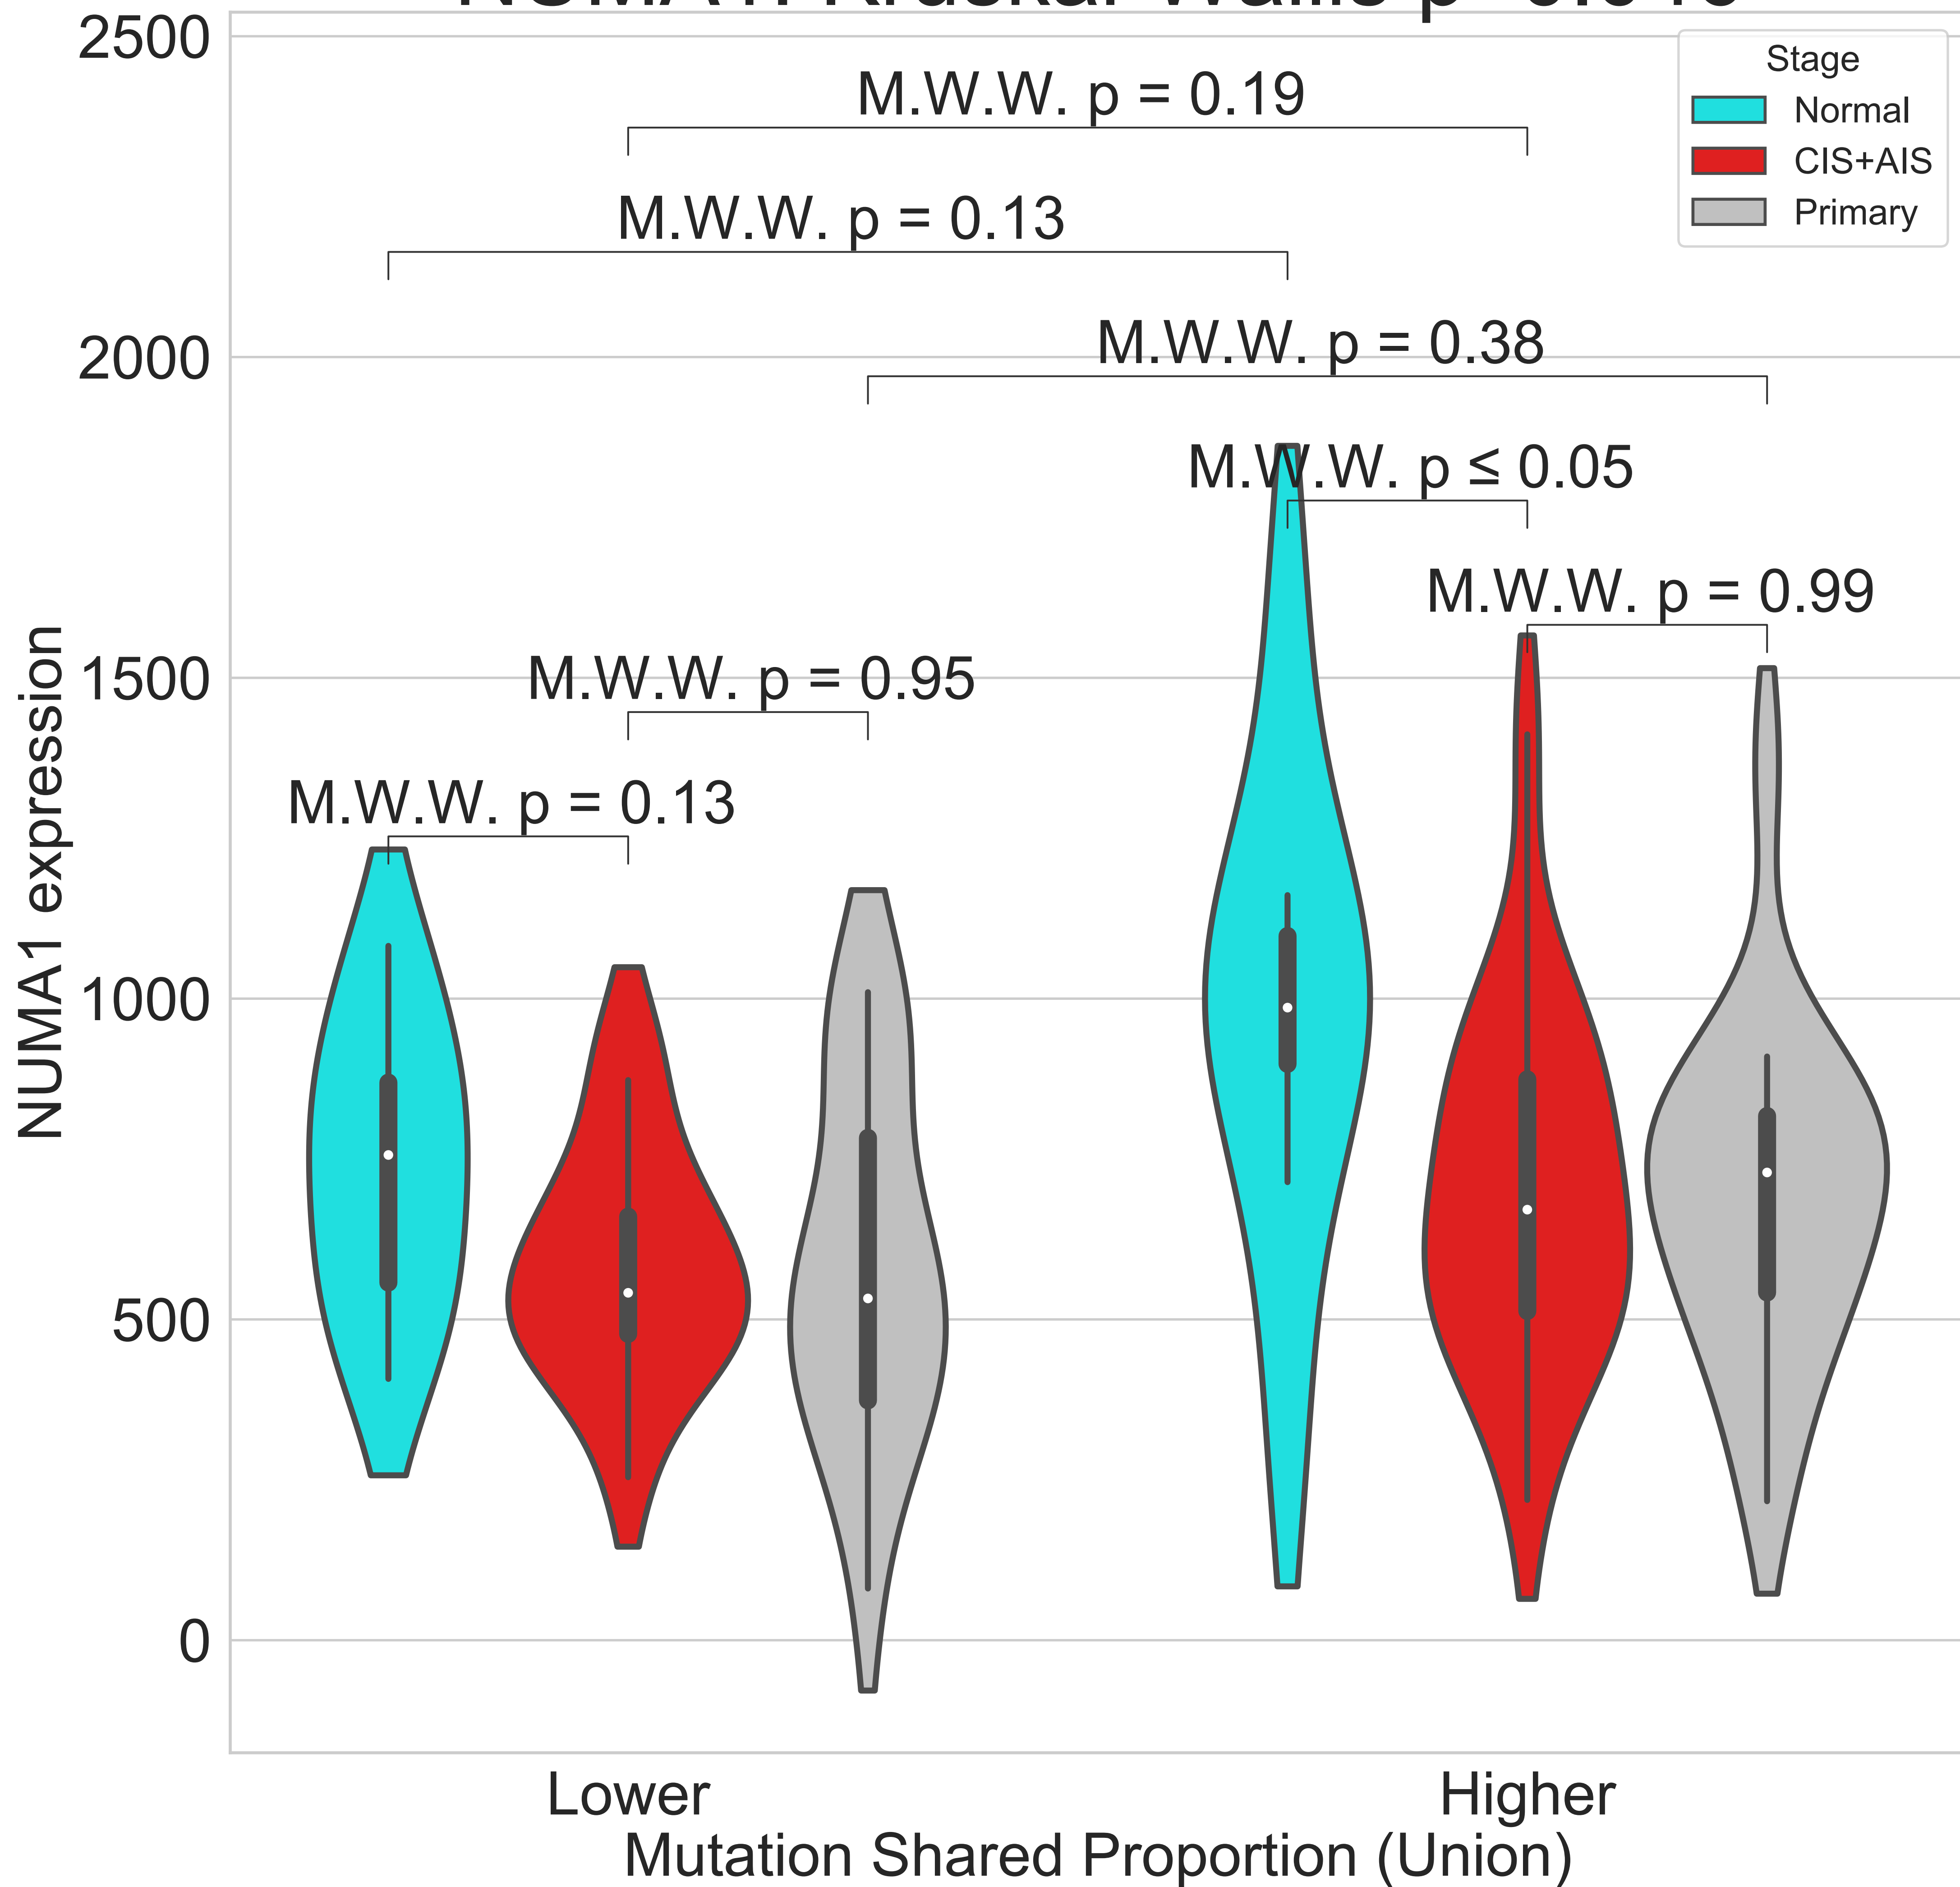 2500
2000
1500
1000
500
0
NUMA1 expression
Stage
Normal
CIS+AIS
Primary
M.W.W. p = 0.19
M.W.W. p = 0.13
M.W.W. p = 0.38
M.W.W. p ≤ 0.05
M.W.W. p = 0.99
M.W.W. p = 0.95
M.W.W. p = 0.13
Lower
Higher
Mutation Shared Proportion (Union)